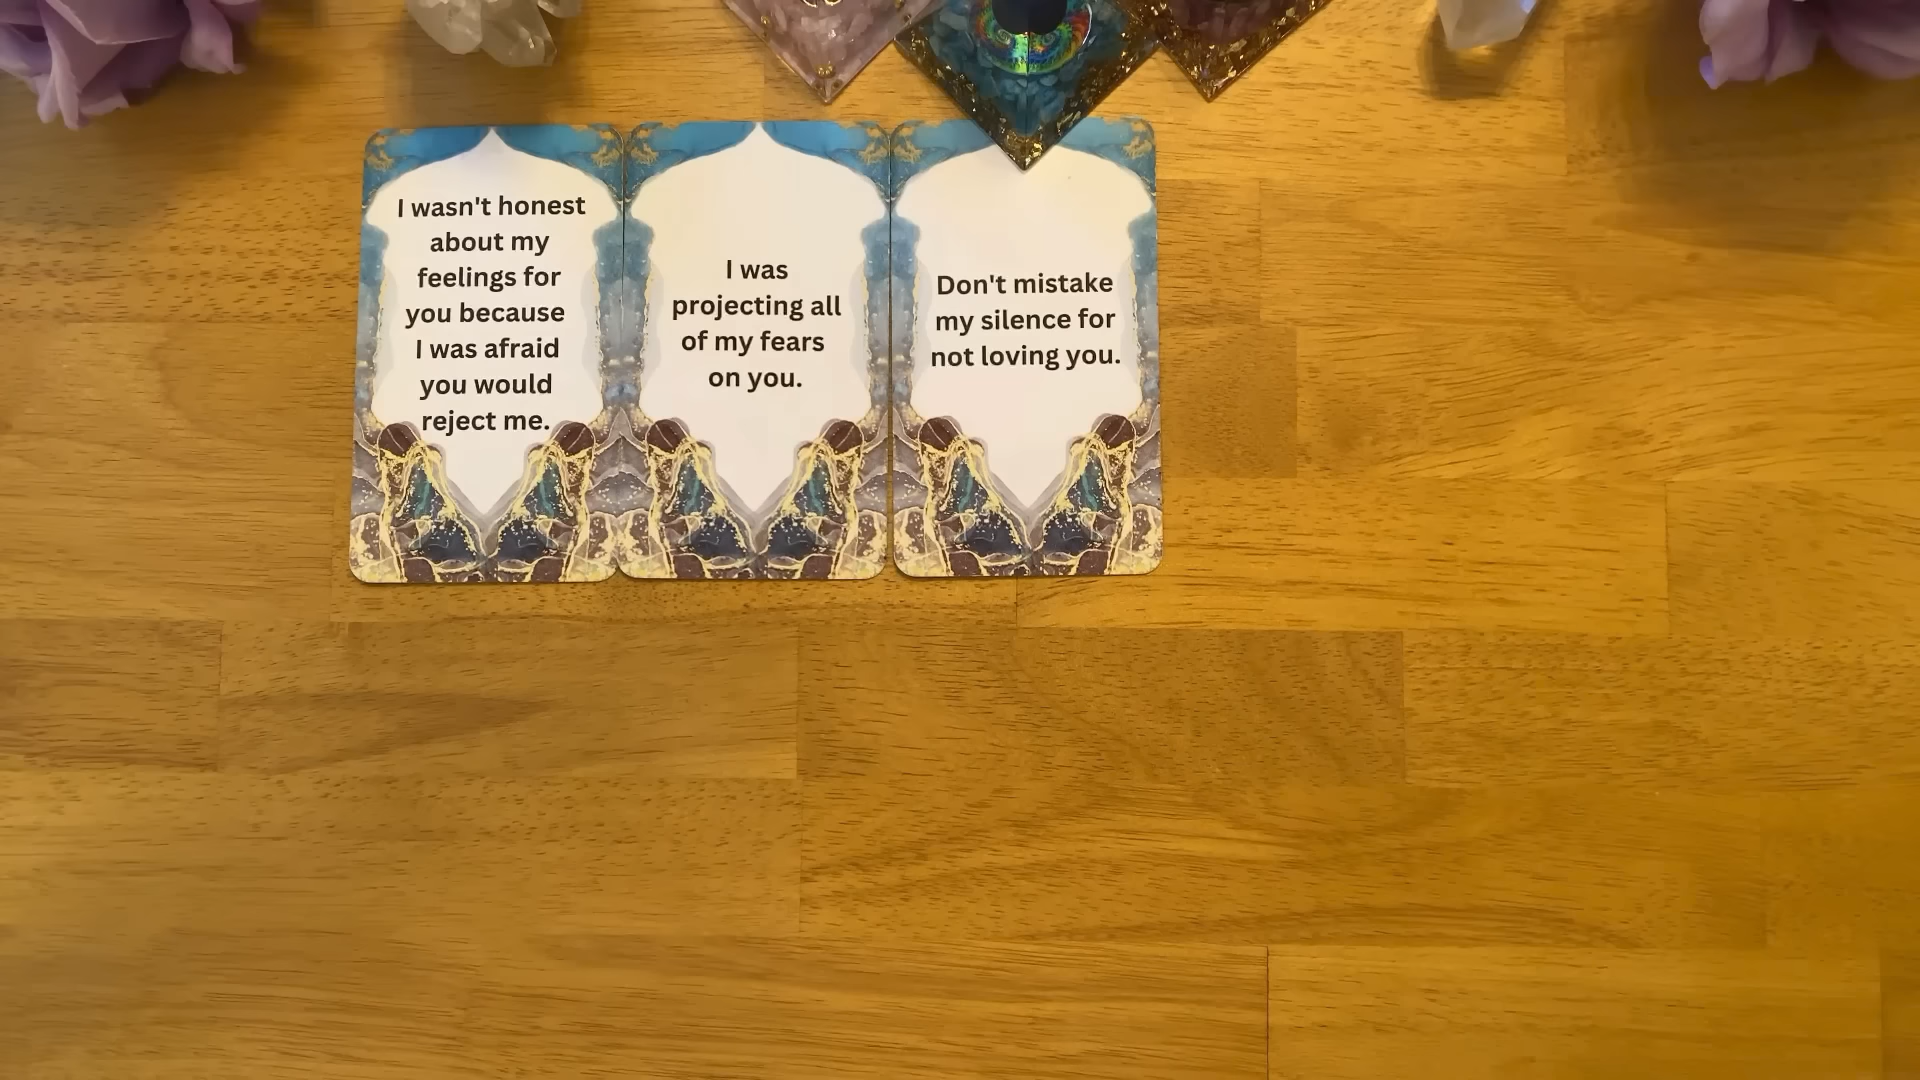 I wasn't honest
about my
feelings for
you because
I was afraid
you would
reject me.
I was
projecting all
of my fears
on you.
Don't mistake
my silence for
not loving you.